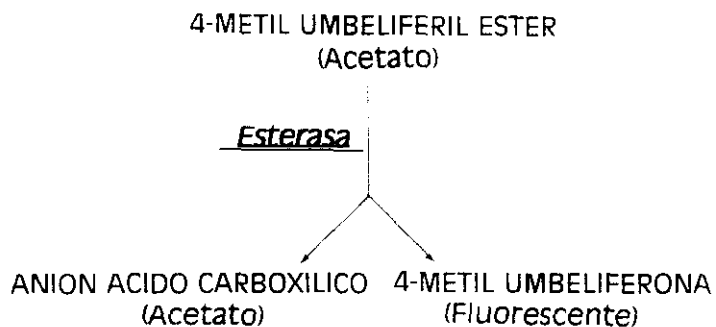 4-METIL UMBELIFERIL ESTER
(Acetato)
Esterasa
ANION ACIDO CARBOXILICO 4-METIL UMBELIFERONA
(Acetato) (Fluorescente)